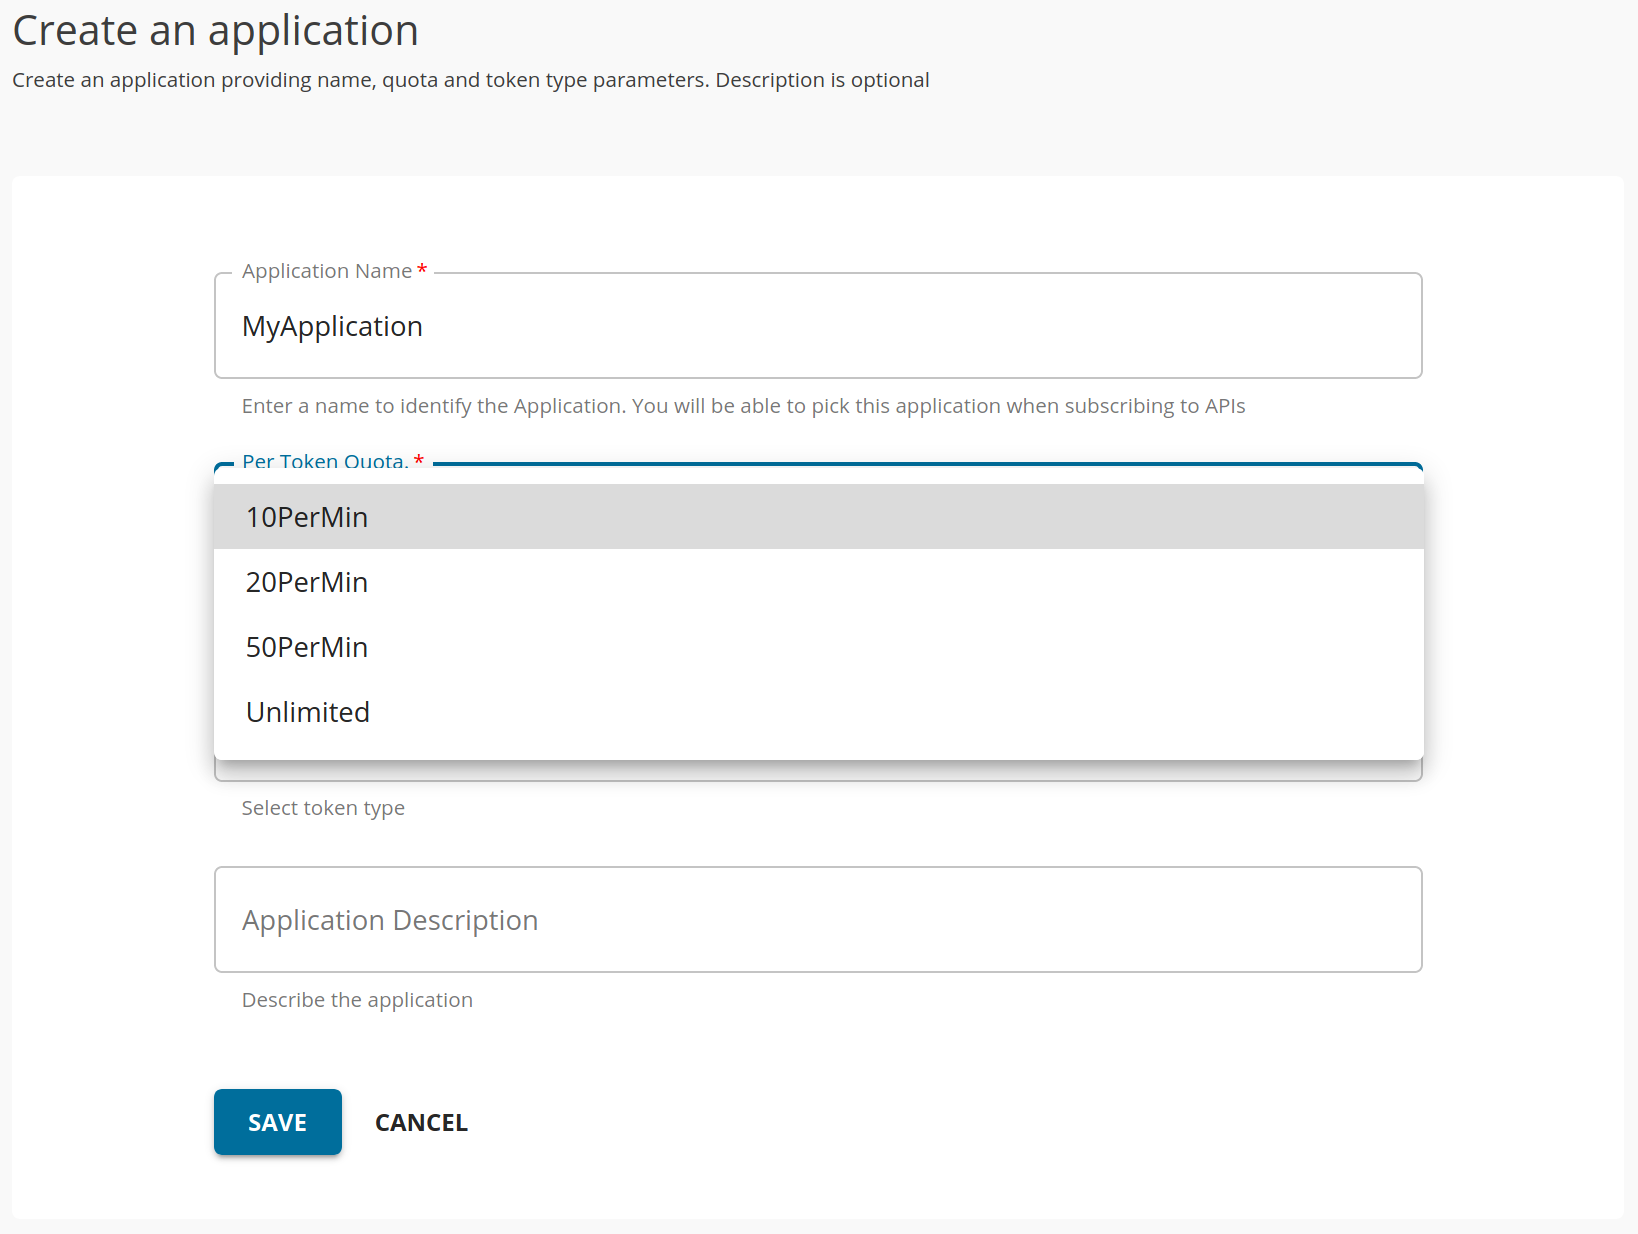 Create an application
Create an application providing name, quota and token type parameters. Description is optional
Application Name *
MyApplication
Enter a name to identify the Application. You will be able to pick this application when subscribing to APIs
Per Token Quota. *
10PerMin
20PerMin
50PerMin
Unlimited
Select token type
Application Description
Describe the application
SAVE CANCEL